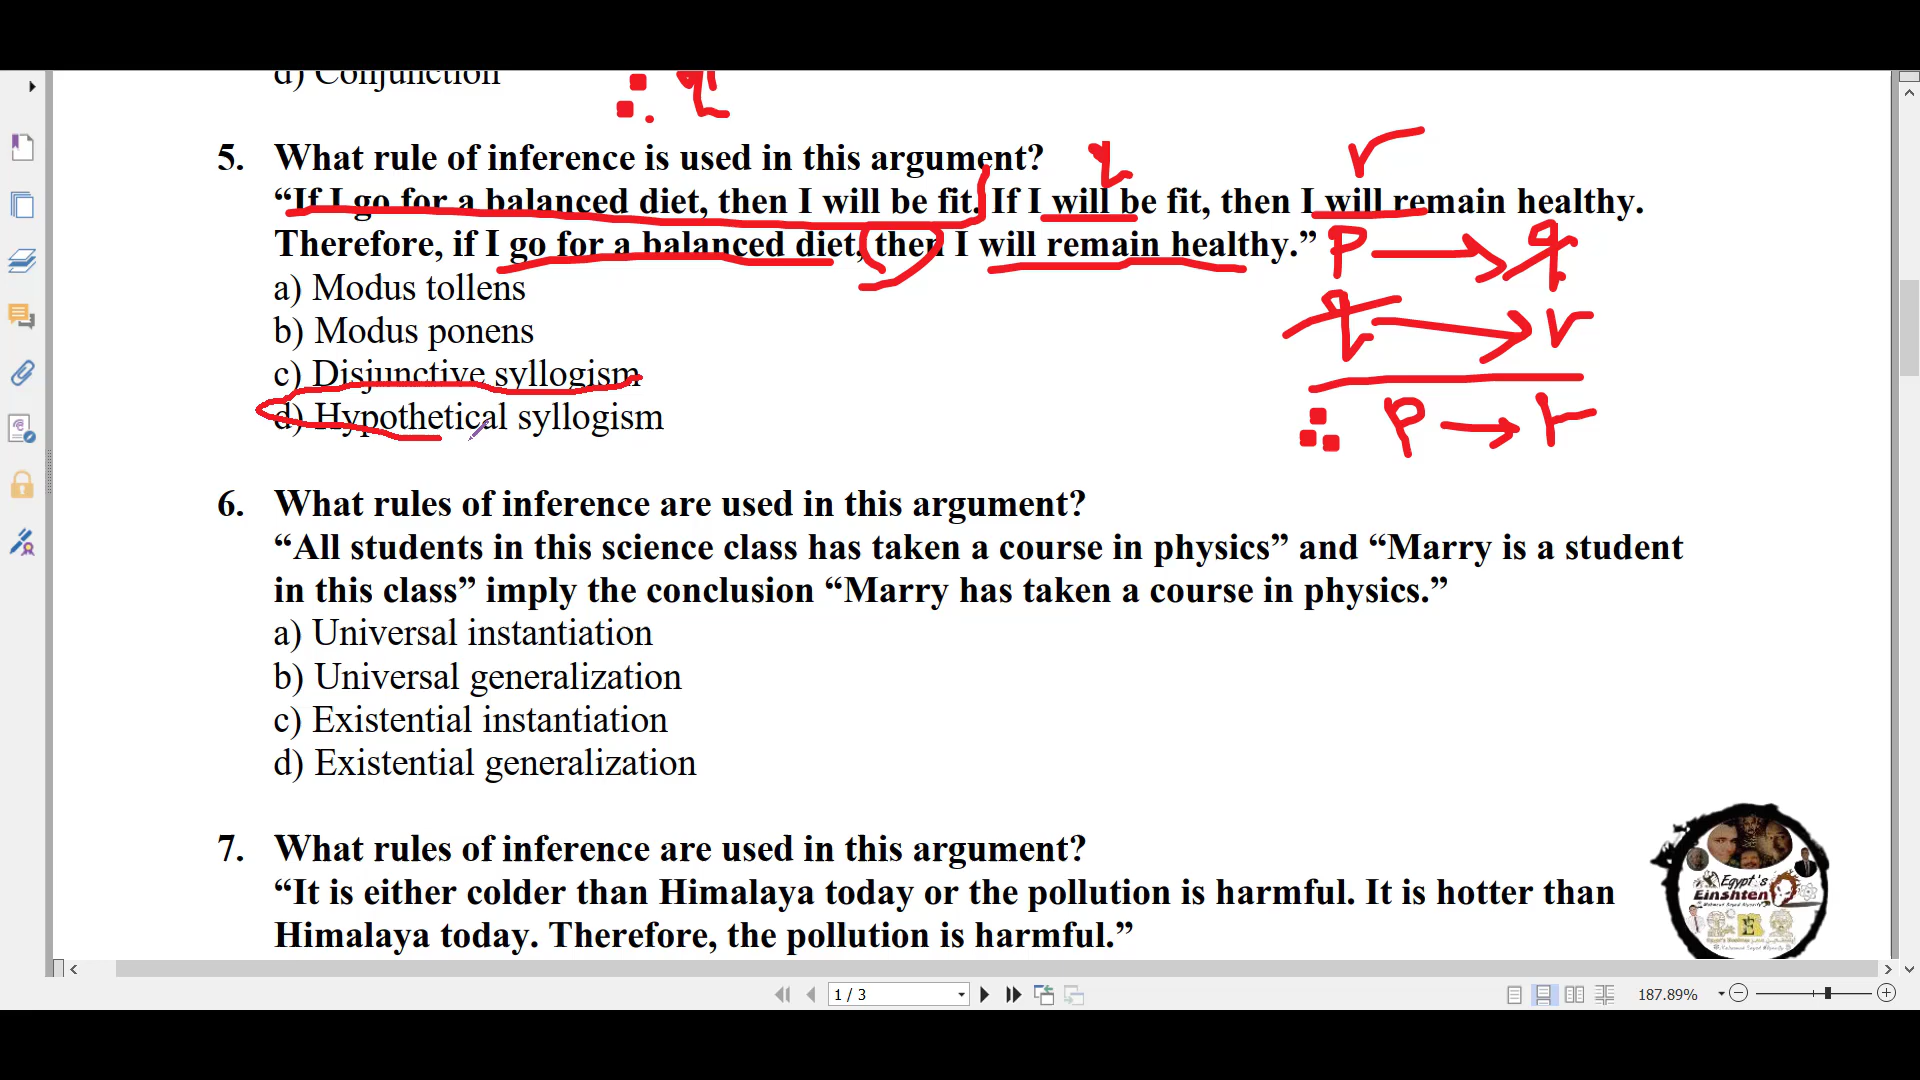 d) Conjunction
∴ q
5. What rule of inference is used in this argument?
q r
“If I go for a balanced diet, then I will be fit. If I will be fit, then I will remain healthy.
Therefore, if I go for a balanced diet, then I will remain healthy.”
p → q
a) Modus tollens
q → r
b) Modus ponens
c) Disjunctive syllogism
d) Hypothetical syllogism
∴ p → r
6. What rules of inference are used in this argument?
“All students in this science class has taken a course in physics” and “Marry is a student
in this class” imply the conclusion “Marry has taken a course in physics.”
a) Universal instantiation
b) Universal generalization
c) Existential instantiation
d) Existential generalization
7. What rules of inference are used in this argument?
“It is either colder than Himalaya today or the pollution is harmful. It is hotter than
Himalaya today. Therefore, the pollution is harmful.”
Egypt's
Einshten
1 / 3
187.89%